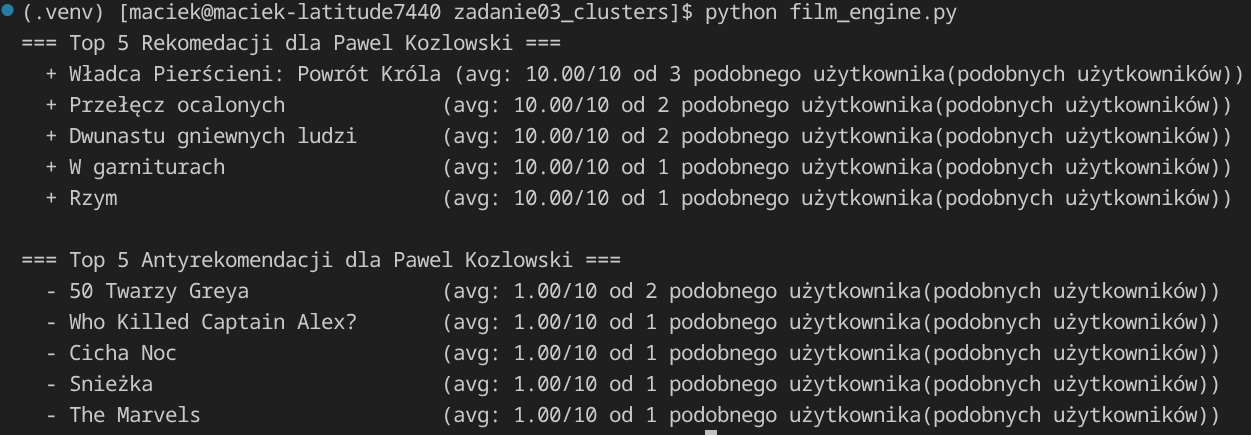 (.venv) [maciek@maciek-latitude7440 zadanie03_clusters]$ python film_engine.py
=== Top 5 Rekomedacji dla Pawel Kozlowski ===
  + Władca Pierścieni: Powrót Króla (avg: 10.00/10 od 3 podobnego użytkownika(podobnych użytkowników))
  + Przełęcz ocalonych             (avg: 10.00/10 od 2 podobnego użytkownika(podobnych użytkowników))
  + Dwunastu gniewnych ludzi       (avg: 10.00/10 od 2 podobnego użytkownika(podobnych użytkowników))
  + W garniturach                  (avg: 10.00/10 od 1 podobnego użytkownika(podobnych użytkowników))
  + Rzym                           (avg: 10.00/10 od 1 podobnego użytkownika(podobnych użytkowników))

=== Top 5 Antyrekomendacji dla Pawel Kozlowski ===
  - 50 Twarzy Greya                (avg: 1.00/10 od 2 podobnego użytkownika(podobnych użytkowników))
  - Who Killed Captain Alex?       (avg: 1.00/10 od 1 podobnego użytkownika(podobnych użytkowników))
  - Cicha Noc                      (avg: 1.00/10 od 1 podobnego użytkownika(podobnych użytkowników))
  - Snieżka                        (avg: 1.00/10 od 1 podobnego użytkownika(podobnych użytkowników))
  - The Marvels                    (avg: 1.00/10 od 1 podobnego użytkownika(podobnych użytkowników))